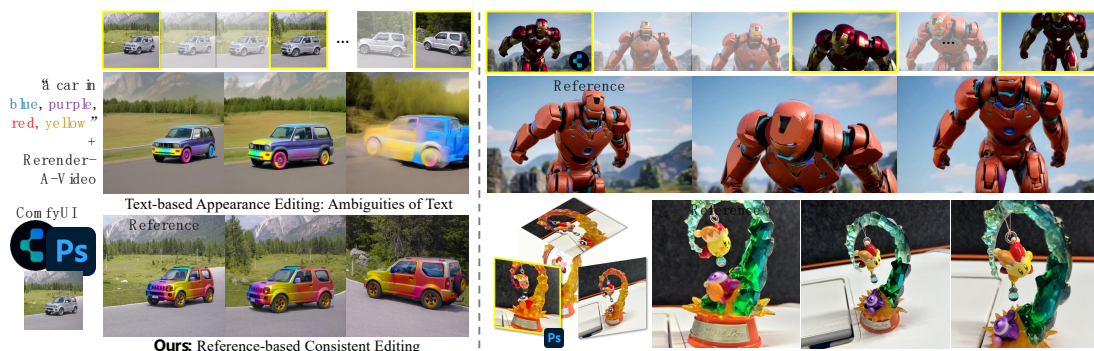 ...
“a car in
blue, purple,
red, yellow ”
+
Rerender-
A-Video
Text-based Appearance Editing: Ambiguities of Text
ComfyUI
Ps
Reference
Ours: Reference-based Consistent Editing
...
Reference
Reference
Ps